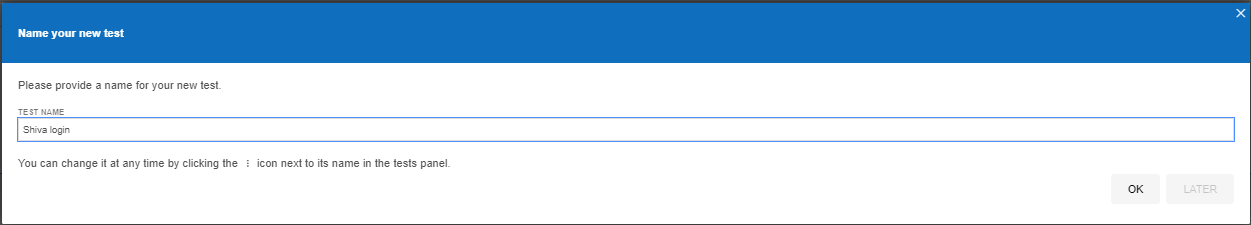 Name your new test
Please provide a name for your new test.
TEST NAME
Shiva login
You can change it at any time by clicking the ⋮ icon next to its name in the tests panel.
OK LATER